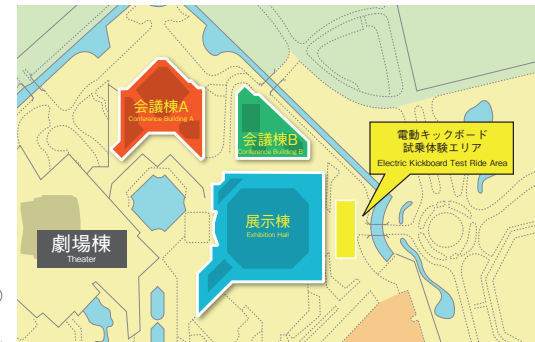 会議棟A
Conference Building A
会議棟B
Conference Building B
電動キックボード
試乗体験エリア
Electric Kickboard Test Ride Area
展示棟
Exhibition Hall
劇場棟
Theater
)